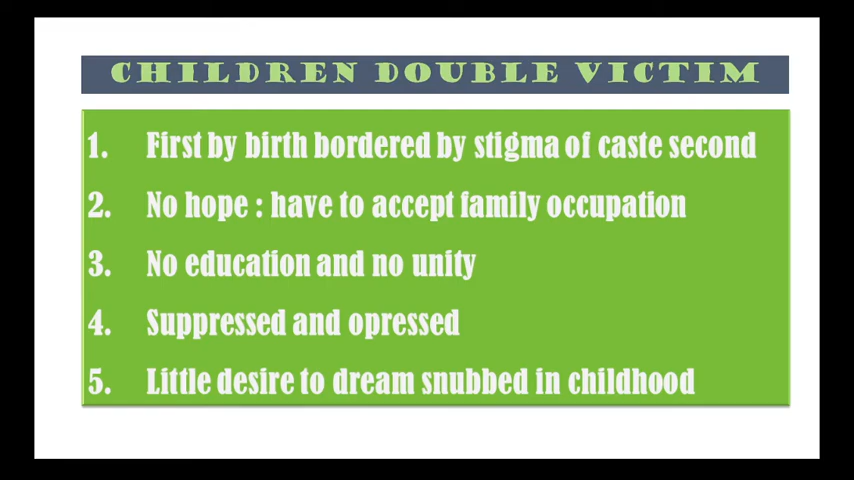 CHILDREN DOUBLE VICTIM
1. First by birth bordered by stigma of caste second
2. No hope : have to accept family occupation
3. No education and no unity
4. Suppressed and opressed
5. Little desire to dream snubbed in childhood